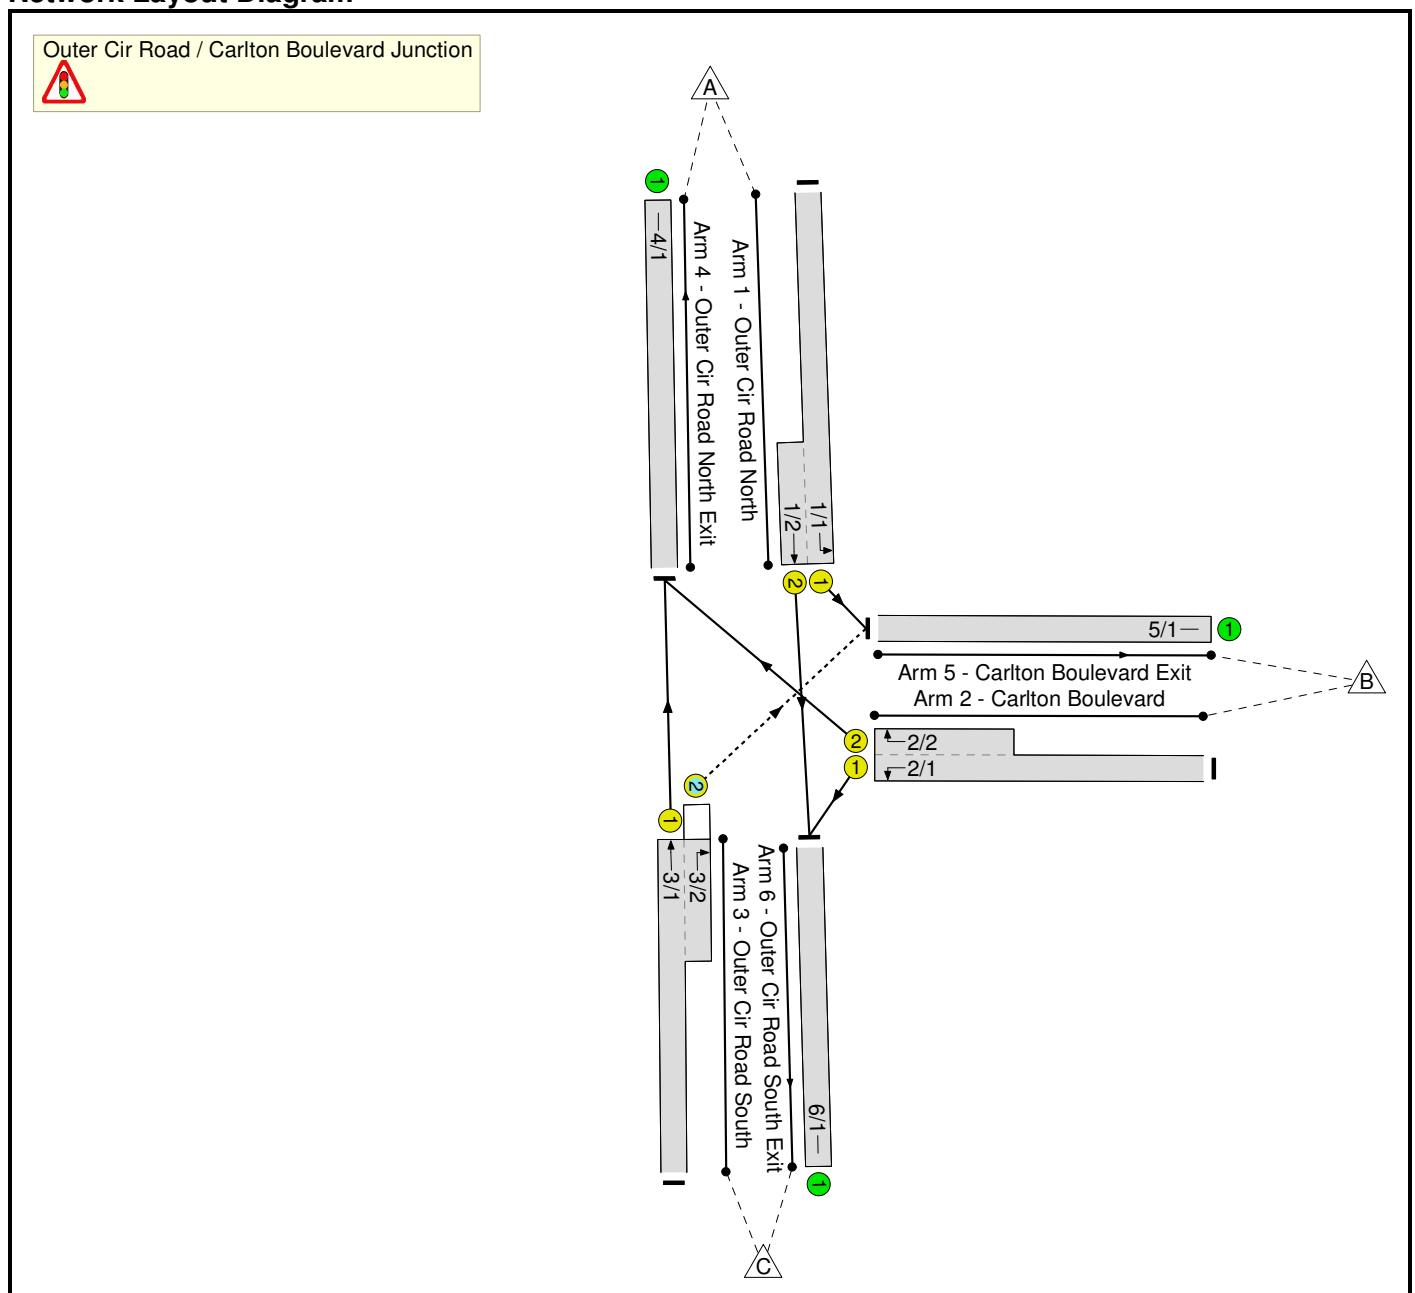 Network Layout Diagram
Outer Cir Road / Carlton Boulevard Junction
A
1
4/1
Arm 4 - Outer Cir Road North Exit
Arm 1 - Outer Cir Road North
1/2
1/1
2
1
5/1
1
Arm 5 - Carlton Boulevard Exit
Arm 2 - Carlton Boulevard
B
2
2/2
1
2/1
2
1
3/1
3/2
Arm 3 - Outer Cir Road South
Arm 6 - Outer Cir Road South Exit
6/1
1
C